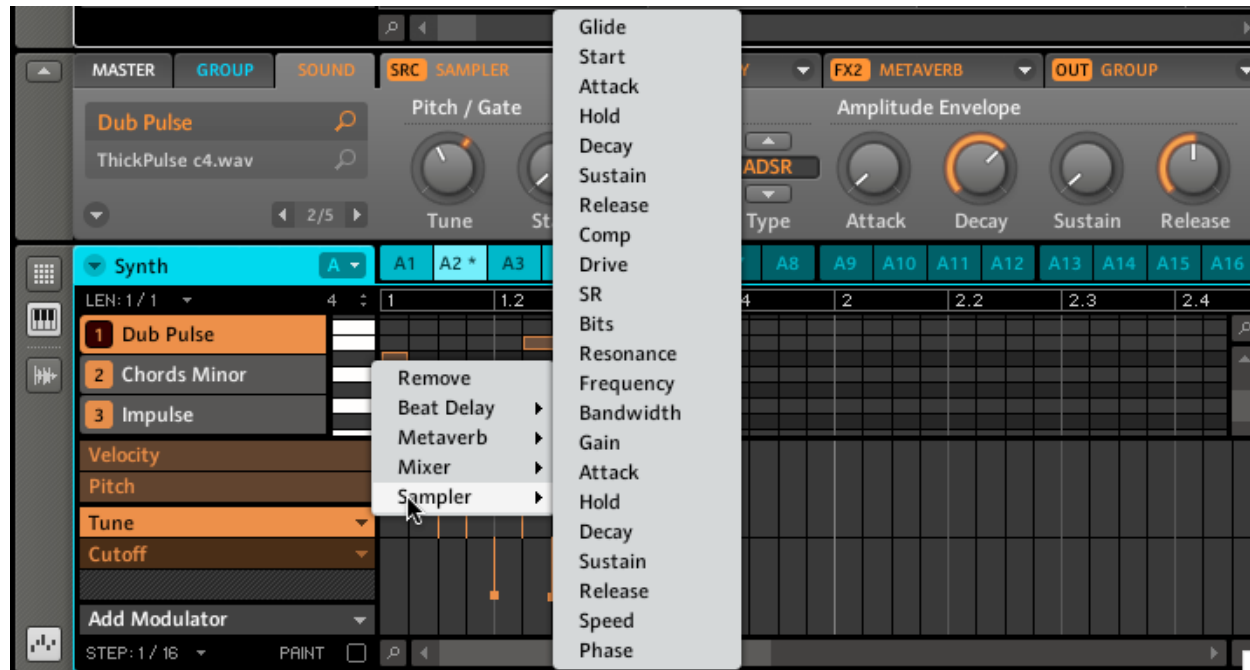 MASTER GROUP SOUND SRC SAMPLER FX2 METAVERB OUT GROUP
Pitch / Gate Amplitude Envelope
Dub Pulse
ThickPulse c4.wav ADSR
2/5
Tune Type Attack Decay Sustain Release
Synth A A1 A2 * A3 A8 A9 A10 A11 A12 A13 A14 A15 A16
LEN: 1 / 1 4 1 1.2 2 2.2 2.3 2.4
1 Dub Pulse
2 Chords Minor
3 Impulse
Velocity
Pitch
Tune
Cutoff
Add Modulator
STEP: 1 / 16 PAINT
Remove
Beat Delay
Metaverb
Mixer
Sampler
Glide
Start
Attack
Hold
Decay
Sustain
Release
Comp
Drive
SR
Bits
Resonance
Frequency
Bandwidth
Gain
Attack
Hold
Decay
Sustain
Release
Speed
Phase